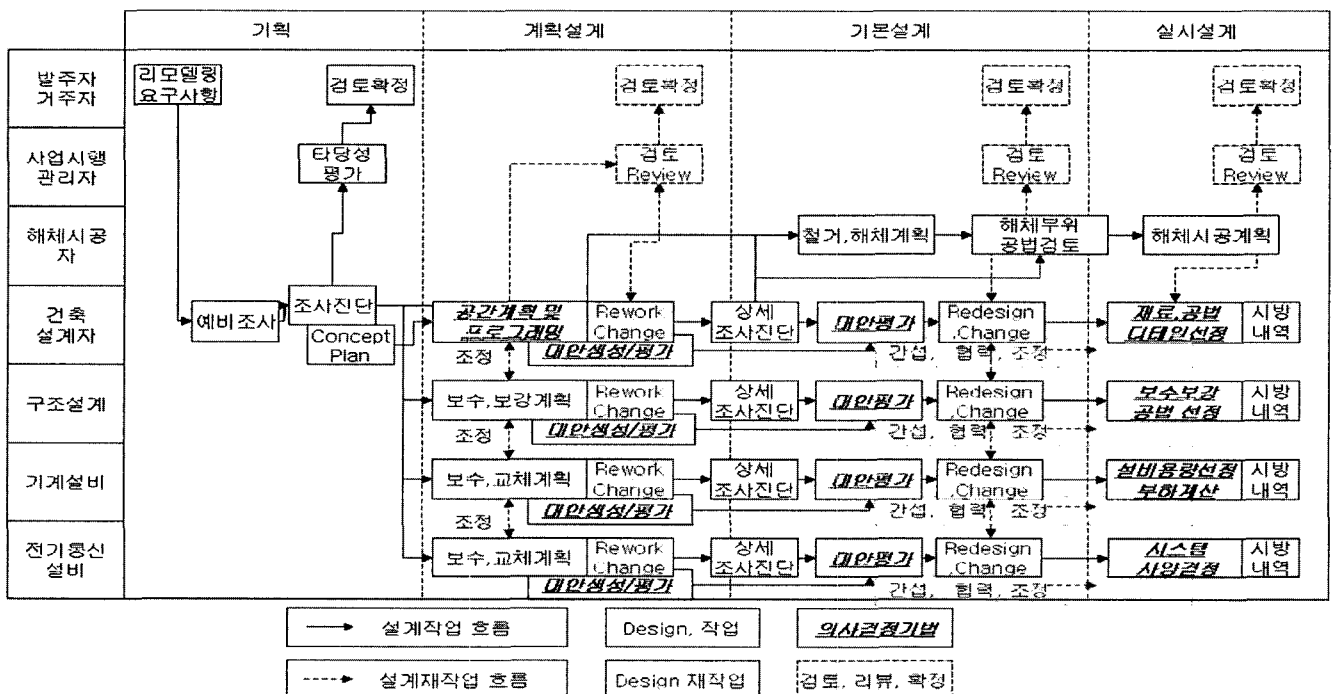 기획 계획설계 기본설계 실시설계
발주자
거주자
리모델링
요구사항
검토확정
검토확정
검토확정
검토확정
사업시행
관리자
타당성
평가
검토
Review
검토
Review
검토
Review
해체시공
자
철거,해체계획
해체부위
공법검토
해체시공계획
건축
설계자
예비조사
조사진단
Concept
Plan
공간계획 및
프로그래밍
Rework
Change
대안생성/평가
상세
조사진단
대안평가
Redesign
,Change
재료,공법
디테일선정
시방
내역
조정
간섭, 협력, 조정
구조설계
보수,보강계획
Rework
Change
대안생성/평가
상세
조사진단
대안평가
Redesign
,Change
보수보강
공법 선정
시방
내역
조정
간섭, 협력, 조정
기계설비
보수,교체계획
Rework
Change
대안생성/평가
상세
조사진단
대안평가
Redesign
,Change
설비용량선정
부하계산
시방
내역
조정
간섭, 협력, 조정
전기통신
설비
보수,교체계획
Rework
Change
대안생성/평가
상세
조사진단
대안평가
Redesign
,Change
시스템
사양결정
시방
내역
간섭, 협력, 조정
설계작업 흐름
Design, 작업
의사결정기법
설계재작업 흐름
Design 재작업
검토, 리뷰, 확정